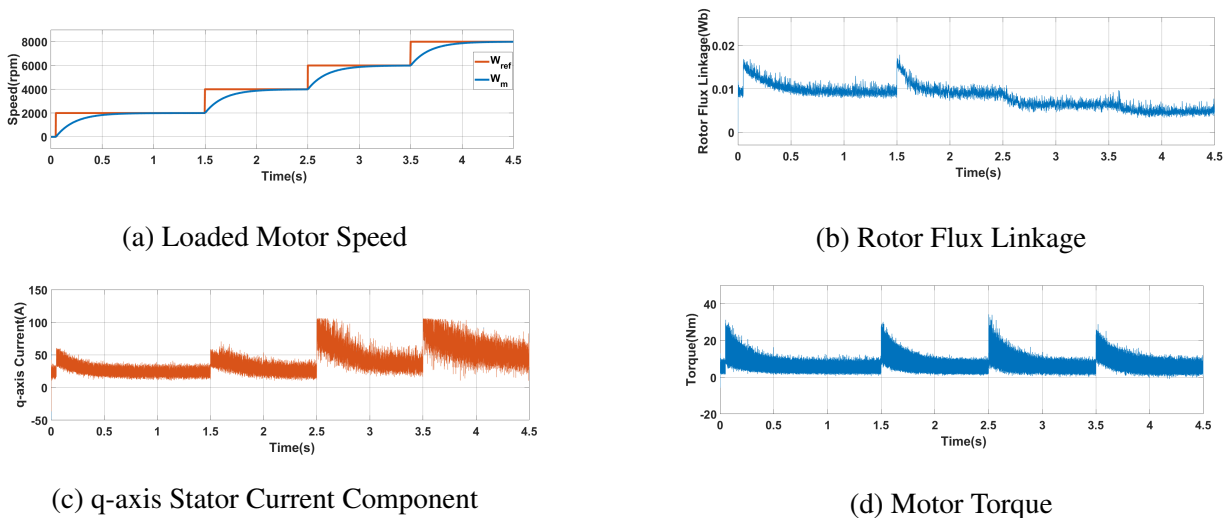 8000
6000
4000
2000
0
Speed(rpm)
W_ref
W_m
0 0.5 1 1.5 2 2.5 3 3.5 4 4.5
Time(s)
(a) Loaded Motor Speed
0.02
0.01
0
Rotor Flux Linkage(Wb)
0 0.5 1 1.5 2 2.5 3 3.5 4 4.5
Time(s)
(b) Rotor Flux Linkage
150
100
50
0
-50
q-axis Current(A)
0 0.5 1 1.5 2 2.5 3 3.5 4 4.5
Time(s)
(c) q-axis Stator Current Component
40
20
0
-20
Torque(Nm)
0 0.5 1 1.5 2 2.5 3 3.5 4 4.5
Time(s)
(d) Motor Torque